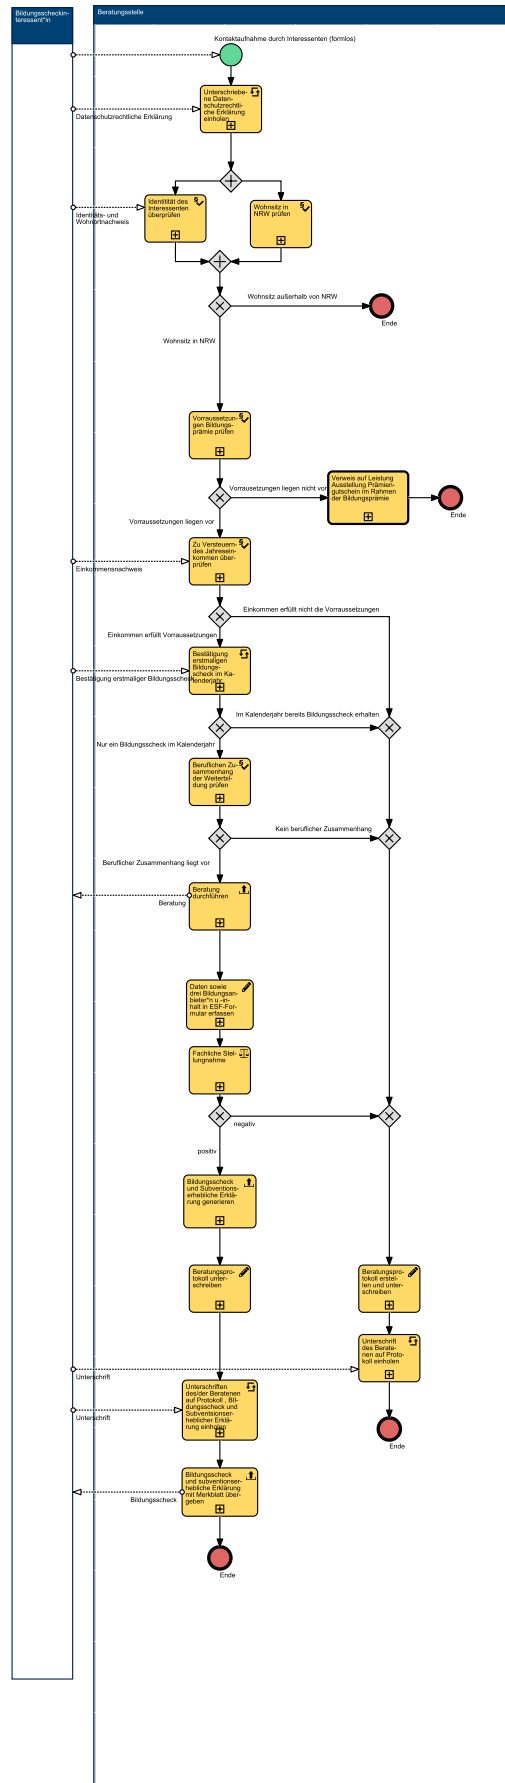 Bildungsscheckin-
teressent*in
Beratungsstelle
Kontaktaufnahme durch Interessenten (formlos)
Unterschriebe-
ne Daten-
schutzrechtli-
che Erklärung
einholen
Datenschutzrechtliche Erklärung
Identitität des
Interessenten
überprüfen
Wohnsitz in
NRW prüfen
Identitäts- und
Wohnortnachweis
Wohnsitz außerhalb von NRW
Ende
Wohnsitz in NRW
Vorraussetzun-
gen Bildungs-
prämie prüfen
Vorrausetzungen liegen nicht vor
Verweis auf Leistung
Ausstellung Prämien-
gutschein im Rahmen
der Bildungsprämie
Ende
Vorraussetzungen liegen vor
Zu Versteuern-
des Jahresein-
kommen über-
prüfen
Einkommensnachweis
Einkommen erfüllt nicht die Vorraussetzungen
Einkommen erfüllt Vorraussetzungen
Bestätigung
erstmaligen
Bildungs-
scheck im Ka-
lenderjahr
Bestätigung erstmaliger Bildungsscheck
Im Kalenderjahr bereits Bildungsscheck erhalten
Nur ein Bildungsscheck im Kalenderjahr
Beruflichen Zu-
sammenhang
der Weiterbil-
dung prüfen
Kein beruflicher Zusammenhang
Beruflicher Zusammenhang liegt vor
Beratung
durchführen
Beratung
Daten sowie
drei Bildungsan-
bieter*n u.-in-
halt in ESF-For-
mular erfassen
Fachliche Stel-
lungnahme
negativ
positiv
Bildungsscheck
und Subventions-
erhebliche Erklä-
rung generieren
Beratungspro-
tokoll unter-
schreiben
Beratungspro-
tokoll erstel-
len und unter-
schreiben
Unterschrift
des Berate-
nen auf Proto-
koll einholen
Unterschrift
Unterschriften
des/der Beratenen
auf Protokoll , Bil-
dungsscheck und
Subventsionser-
heblicher Erklä-
rung einholen
Unterschrift
Ende
Bildungsscheck
und subventionser-
hebliche Erklärung
mit Merkblatt über-
geben
Bildungsscheck
Ende